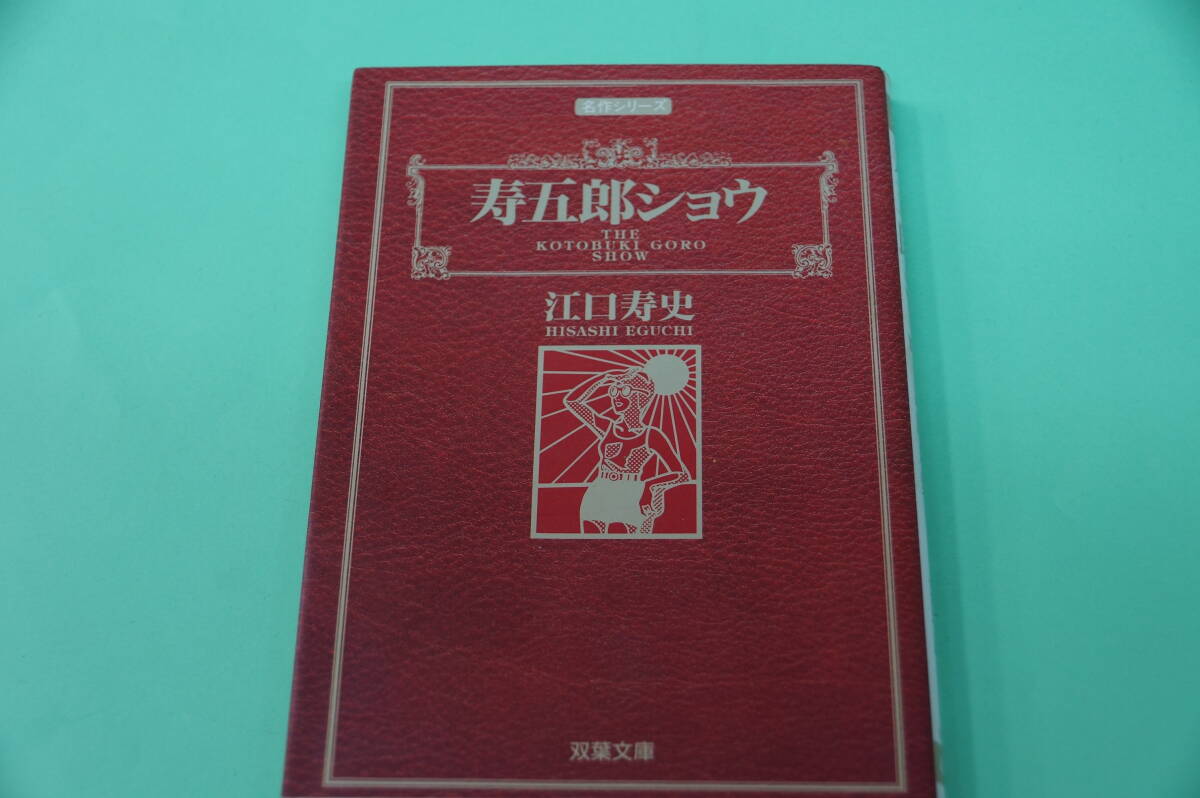 名作シリーズ
寿五郎ショウ
THE
KOTOBUKI GORO
SHOW
江口寿史
HISASHI EGUCHI
双葉文庫